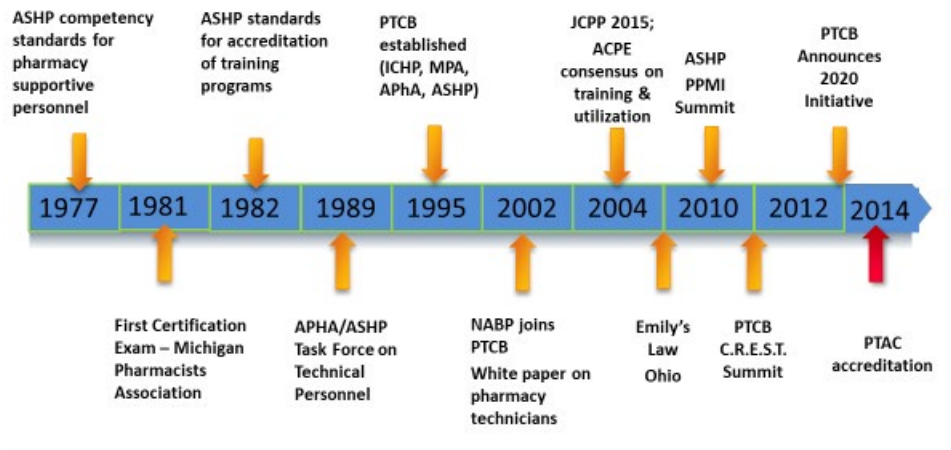 ASHP competency
standards for
pharmacy
supportive
personnel
ASHP standards
for accreditation
of training
programs
PTCB
established
(ICHP, MPA,
APhA, ASHP)
JCPP 2015;
ACPE
consensus on
training &
utilization
ASHP
PPMI
Summit
PTCB
Announces
2020
Initiative
1977 1981 1982 1989 1995 2002 2004 2010 2012 2014
First Certification
Exam – Michigan
Pharmacists
Association
APHA/ASHP
Task Force on
Technical
Personnel
NABP joins
PTCB
White paper on
pharmacy
technicians
Emily's
Law
Ohio
PTCB
C.R.E.S.T.
Summit
PTAC
accreditation